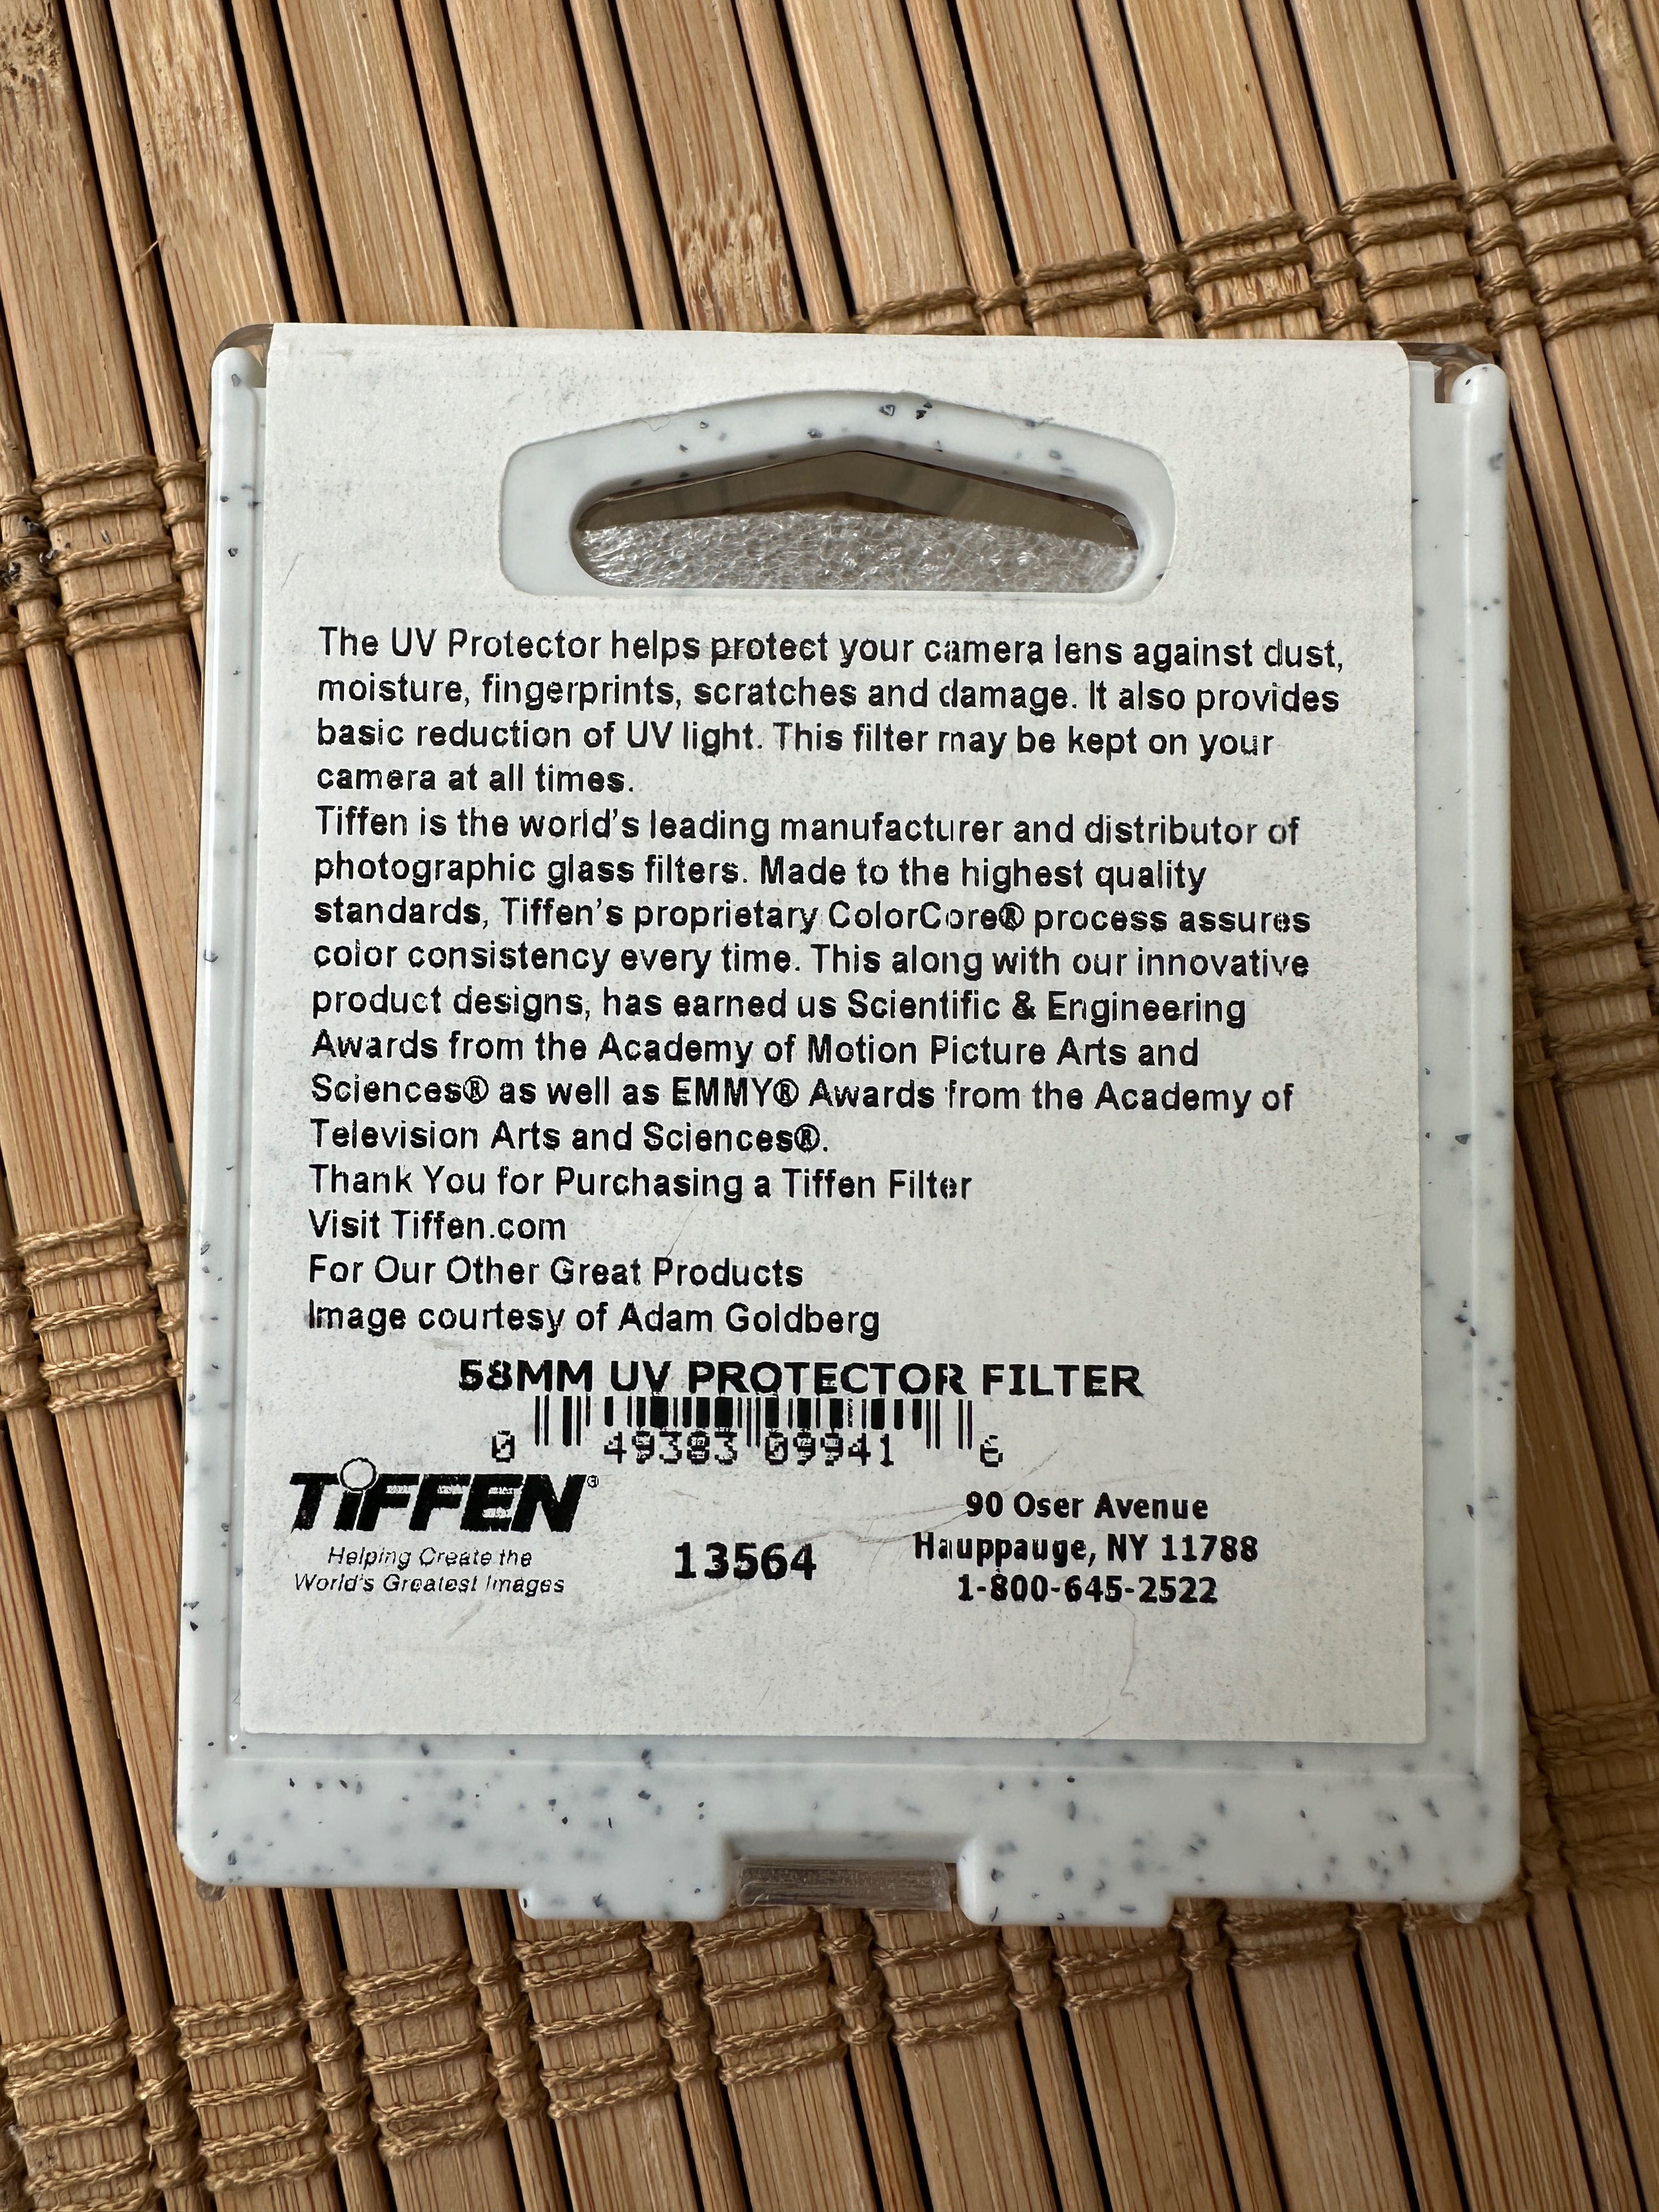 The UV Protector helps protect your camera lens against dust,
moisture, fingerprints, scratches and damage. It also provides
basic reduction of UV light. This filter may be kept on your
camera at all times.
Tiffen is the world's leading manufacturer and distributor of
photographic glass filters. Made to the highest quality
standards, Tiffen's proprietary ColorCore® process assures
color consistency every time. This along with our innovative
product designs, has earned us Scientific & Engineering
Awards from the Academy of Motion Picture Arts and
Sciences® as well as EMMY® Awards from the Academy of
Television Arts and Sciences®.
Thank You for Purchasing a Tiffen Filter
Visit Tiffen.com
For Our Other Great Products
Image courtesy of Adam Goldberg
58MM UV PROTECTOR FILTER
0 49383 09941 6
TiFFEN®
Helping Create the
World's Greatest Images
13564
90 Oser Avenue
Hauppauge, NY 11788
1-800-645-2522